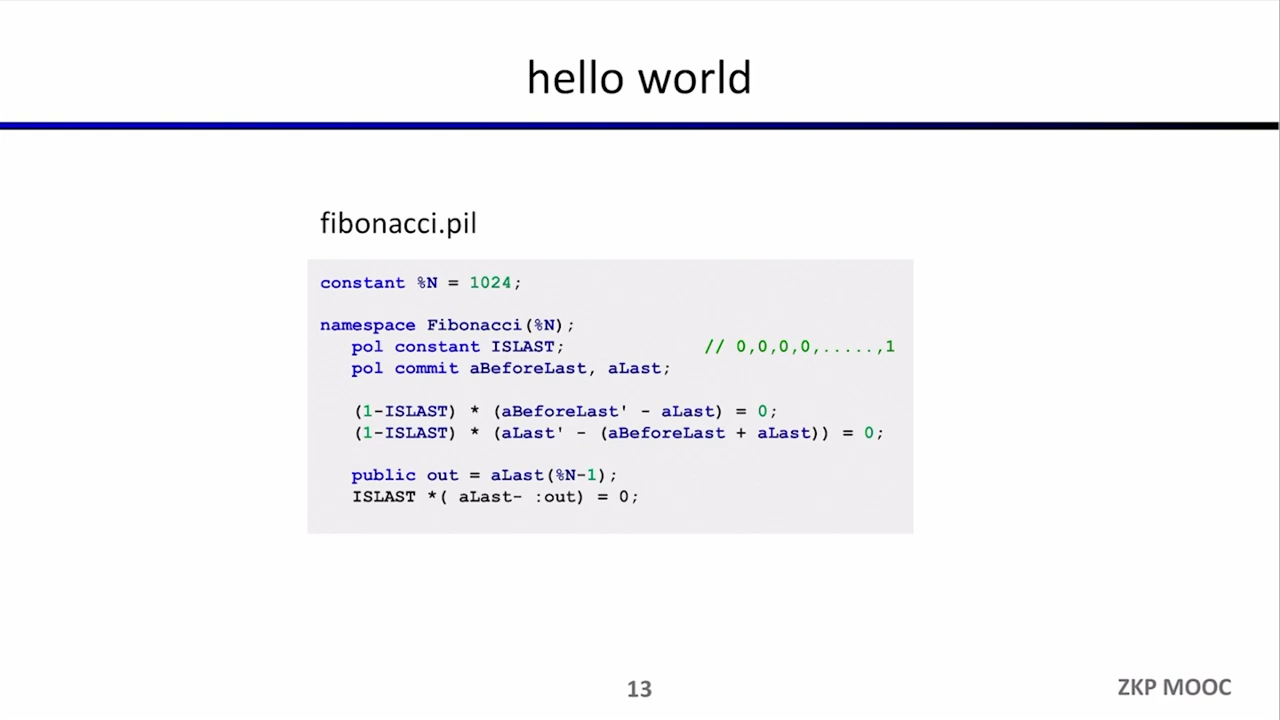 hello world
fibonacci.pil
constant %N = 1024;
namespace Fibonacci(%N);
pol constant ISLAST; // 0,0,0,0,.....,1
pol commit aBeforeLast, aLast;
(1-ISLAST) * (aBeforeLast' - aLast) = 0;
(1-ISLAST) * (aLast' - (aBeforeLast + aLast)) = 0;
public out = aLast(%N-1);
ISLAST *( aLast- :out) = 0;
13
ZKP MOOC